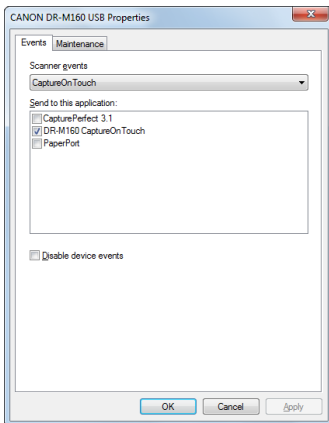 CANON DR-M160 USB Properties
Events Maintenance
Scanner events
CaptureOnTouch
Send to this application:
CapturePerfect 3.1
DR-M160 CaptureOnTouch
PaperPort
Disable device events
OK Cancel Apply